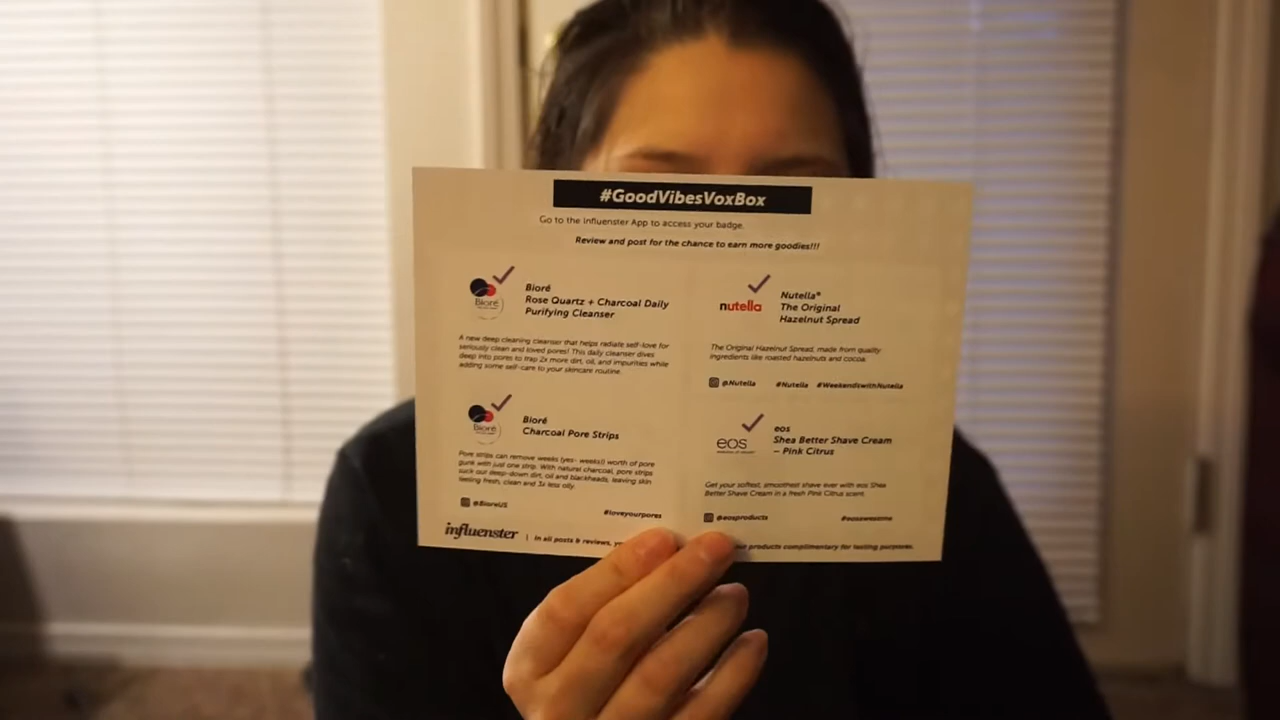 #GoodVibesVoxBox
Go to the Influenster App to access your badge.
Review and post for the chance to earn more goodies!!!
Bioré
Bioré
Rose Quartz + Charcoal Daily
Purifying Cleanser
A new deep cleaning cleanser that helps radiate self-love for
seriously clean and loved pores! This daily cleanser dives
deep into pores to trap 2x more dirt, oil, and impurities while
adding some self-care to your skincare routine.
Bioré
Bioré
Charcoal Pore Strips
Pore strips can remove weeks (yes- weeks!) worth of pore
gunk with just one strip. With natural charcoal, pore strips
suck out deep-down dirt, oil and blackheads, leaving skin
feeling fresh, clean and 3x less oily.
@BioreUS
#loveyourpores
nutella
Nutella®
The Original
Hazelnut Spread
The Original Hazelnut Spread, made from quality
ingredients like roasted hazelnuts and cocoa.
@Nutella #Nutella #WeekendswithNutella
eos
eos
Shea Better Shave Cream
– Pink Citrus
Get your softest, smoothest shave ever with eos Shea
Better Shave Cream in a fresh Pink Citrus scent.
@eosproducts #eosawesome
influenster | In all posts & reviews, products complimentary for testing purposes.